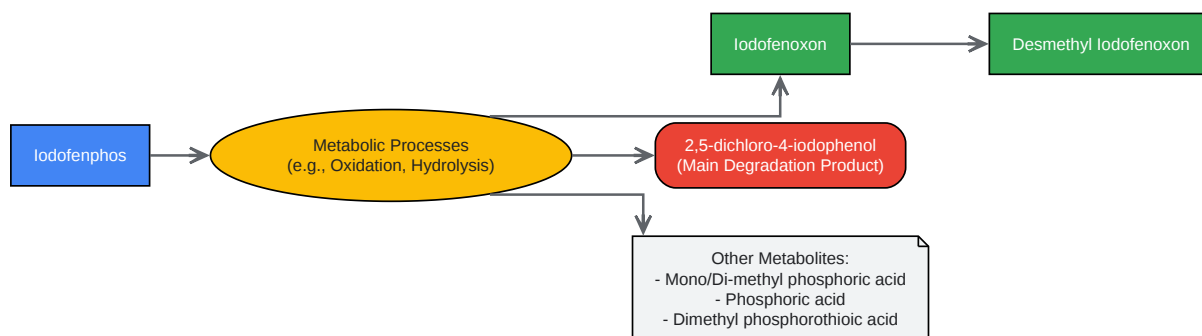 Iodofenoxon
Desmethyl Iodofenoxon
Iodofenphos
Metabolic Processes
(e.g., Oxidation, Hydrolysis)
2,5-dichloro-4-iodophenol
(Main Degradation Product)
Other Metabolites:
- Mono/Di-methyl phosphoric acid
- Phosphoric acid
- Dimethyl phosphorothioic acid